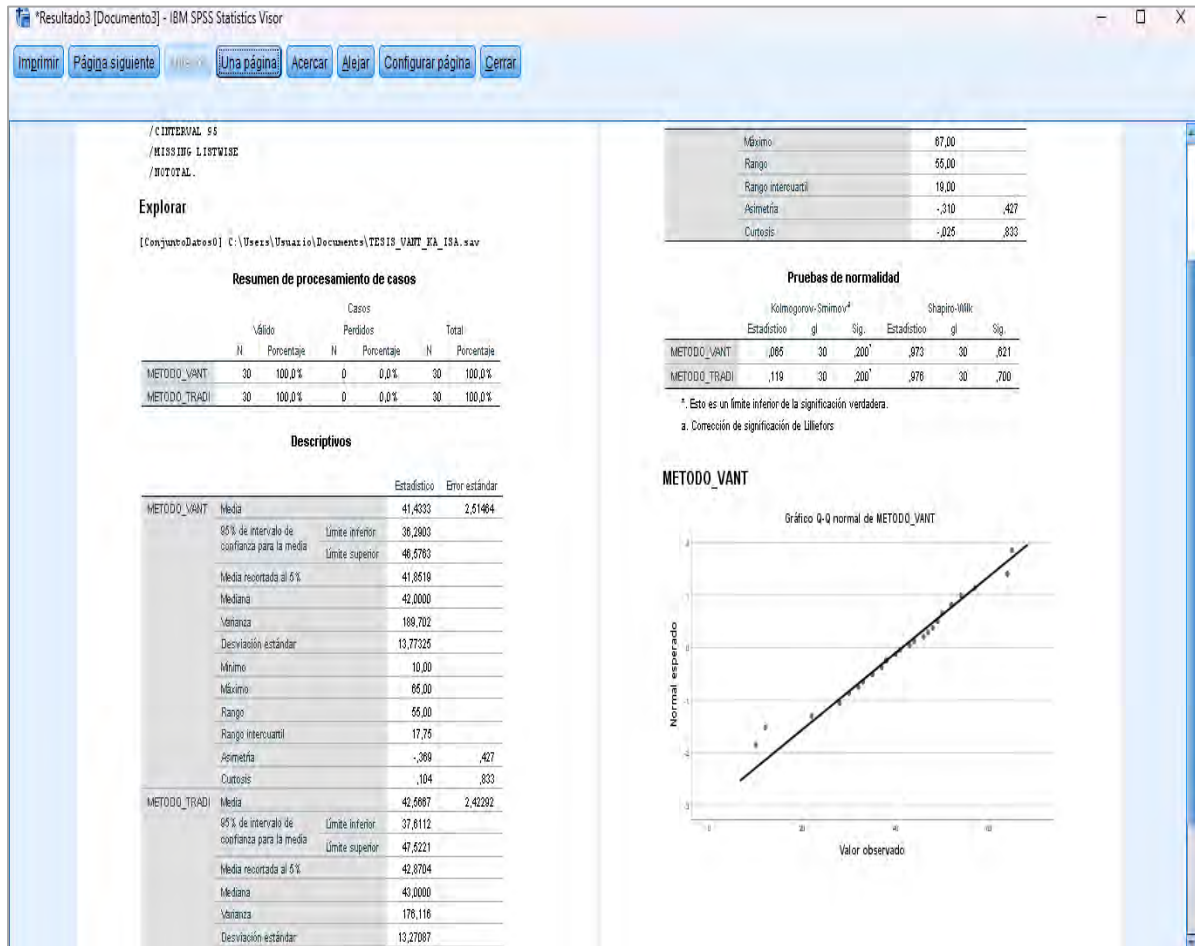 *Resultado3 [Documento3] - IBM SPSS Statistics Visor
Imprimir Página siguiente Una página Acercar Alejar Configurar página Cerrar
/CINTERVAL 95
/MISSING LISTWISE
/NOTOTAL.
Explorar
[ConjuntoDatos0] C:\Users\Usuario\Documents\TESIS_VANT_KA_ISA.sav
Resumen de procesamiento de casos
Casos
Válido Perdidos Total
N Porcentaje N Porcentaje N Porcentaje
METODO_VANT 30 100,0% 0 0,0% 30 100,0%
METODO_TRADI 30 100,0% 0 0,0% 30 100,0%
Descriptivos
Estadístico Error estándar
METODO_VANT Media 41,4333 2,51464
95% de intervalo de confianza para la media Límite inferior 36,2903
Límite superior 46,5763
Media recortada al 5% 41,8519
Mediana 42,0000
Varianza 189,702
Desviación estándar 13,77325
Mínimo 10,00
Máximo 65,00
Rango 55,00
Rango intercuartil 17,75
Asimetría -,369 ,427
Curtosis ,104 ,833
METODO_TRADI Media 42,5667 2,42292
95% de intervalo de confianza para la media Límite inferior 37,6112
Límite superior 47,5221
Media recortada al 5% 42,8704
Mediana 43,0000
Varianza 176,116
Desviación estándar 13,27087
Máximo 67,00
Rango 55,00
Rango intercuartil 19,00
Asimetría -,310 ,427
Curtosis -,025 ,833
Pruebas de normalidad
Kolmogorov-Smirnov^a Shapiro-Wilk
Estadístico gl Sig. Estadístico gl Sig.
METODO_VANT ,065 30 ,200* ,973 30 ,621
METODO_TRADI ,119 30 ,200* ,976 30 ,700
*. Esto es un límite inferior de la significación verdadera.
a. Corrección de significación de Lilliefors
METODO_VANT
Gráfico Q-Q normal de METODO_VANT
Normal esperado
1
0
-1
-2
-3
0 20 40 60
Valor observado